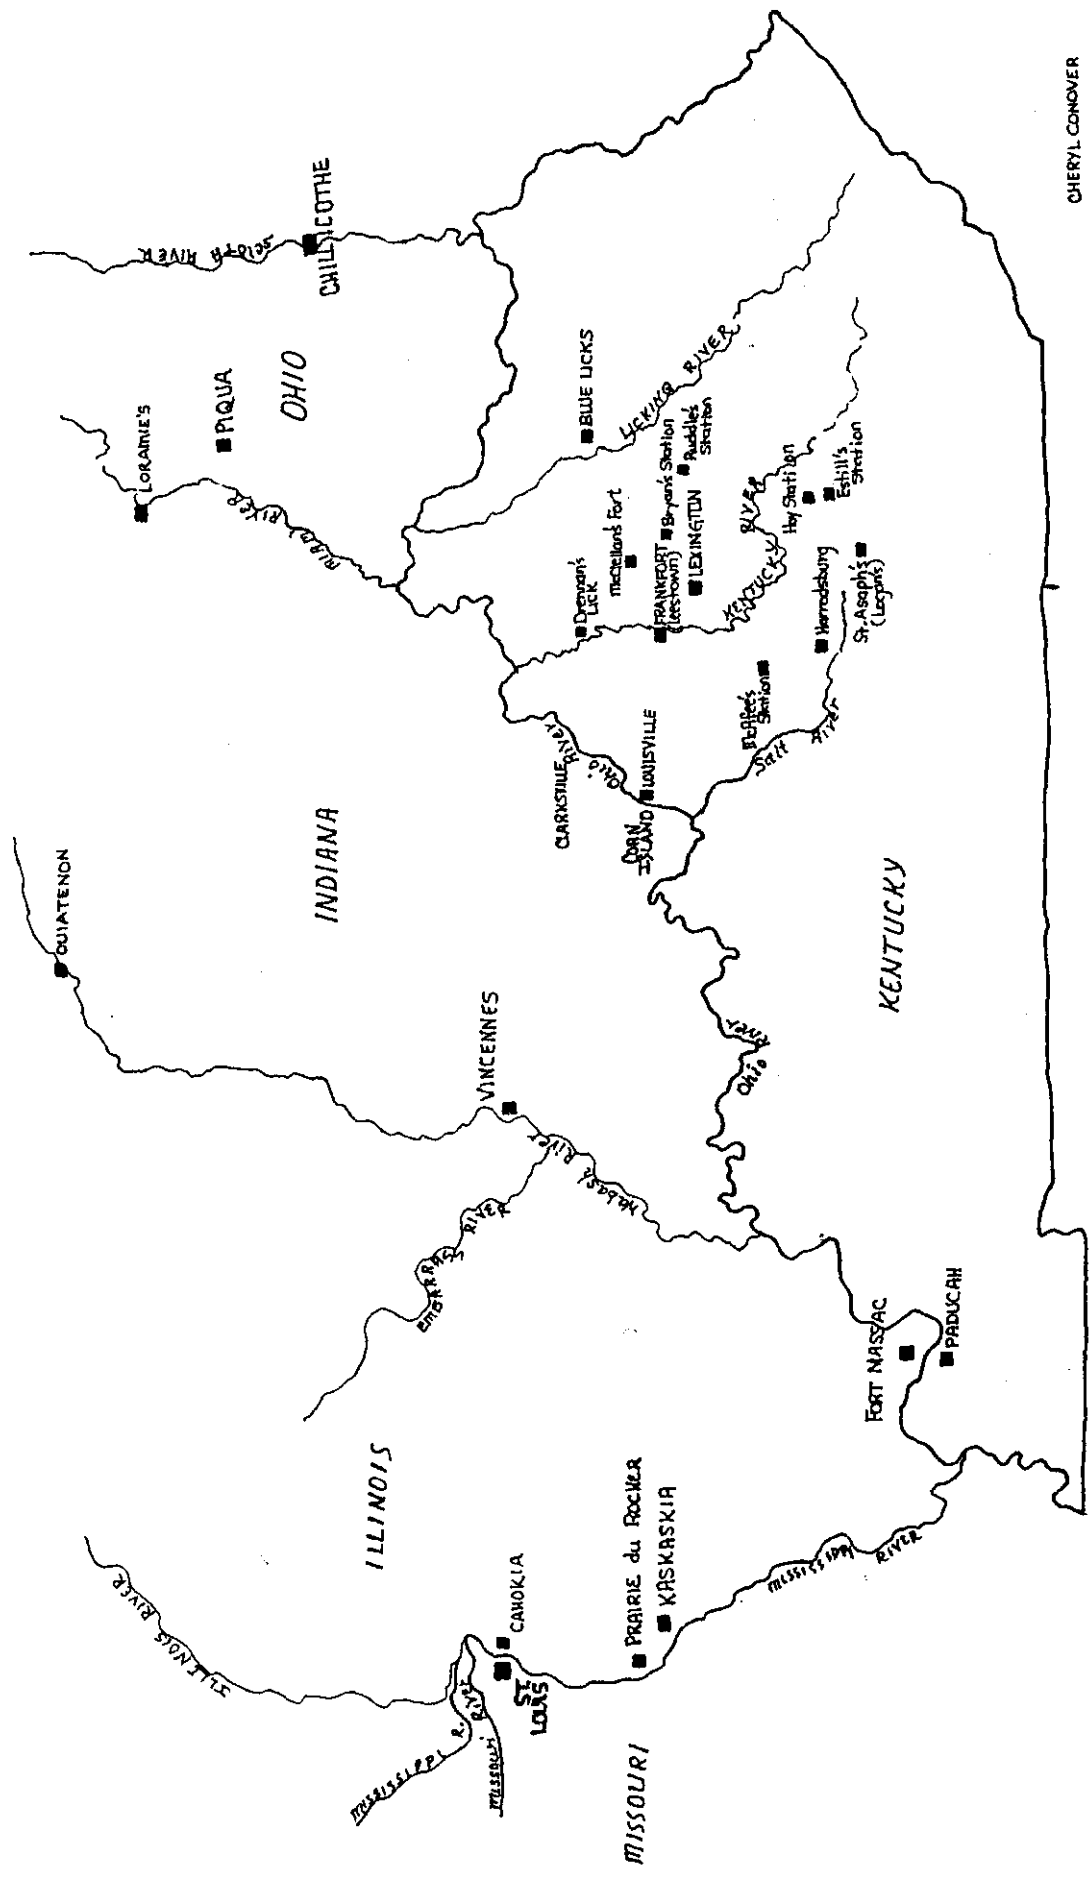 ILLINOIS RIVER
MISSISSIPPI R.
MISSOURI RIVER
ST.
LOUIS
CAHOKIA
PRAIRIE du ROCHER
KASKASKIA
MISSOURI
ILLINOIS
MISSISSIPPI
RIVER
EMBARRASS RIVER
OUIATENON
VINCENNES
Wabash River
FORT MASSAC
PADUCAH
INDIANA
Ohio
River
KENTUCKY
CLARKSVILLE
Ohio
River
CORN
ISLAND
LOUISVILLE
Salt
River
McAfee's
Station
Harrodsburg
St. Asaph's
(Logan's)
Drennan's
Lick
McClellan's Fort
FRANKFORT
(Leestown)
Bryan's Station
LEXINGTON
Ruddle's
Station
KENTUCKY
RIVER
Hoy Station
Estill's
Station
BLUE LICKS
LICKING RIVER
LORAMIE'S
PIQUA
OHIO
MIAMI RIVER
SCIOTA RIVER
CHILLICOTHE
CHERYL CONOVER